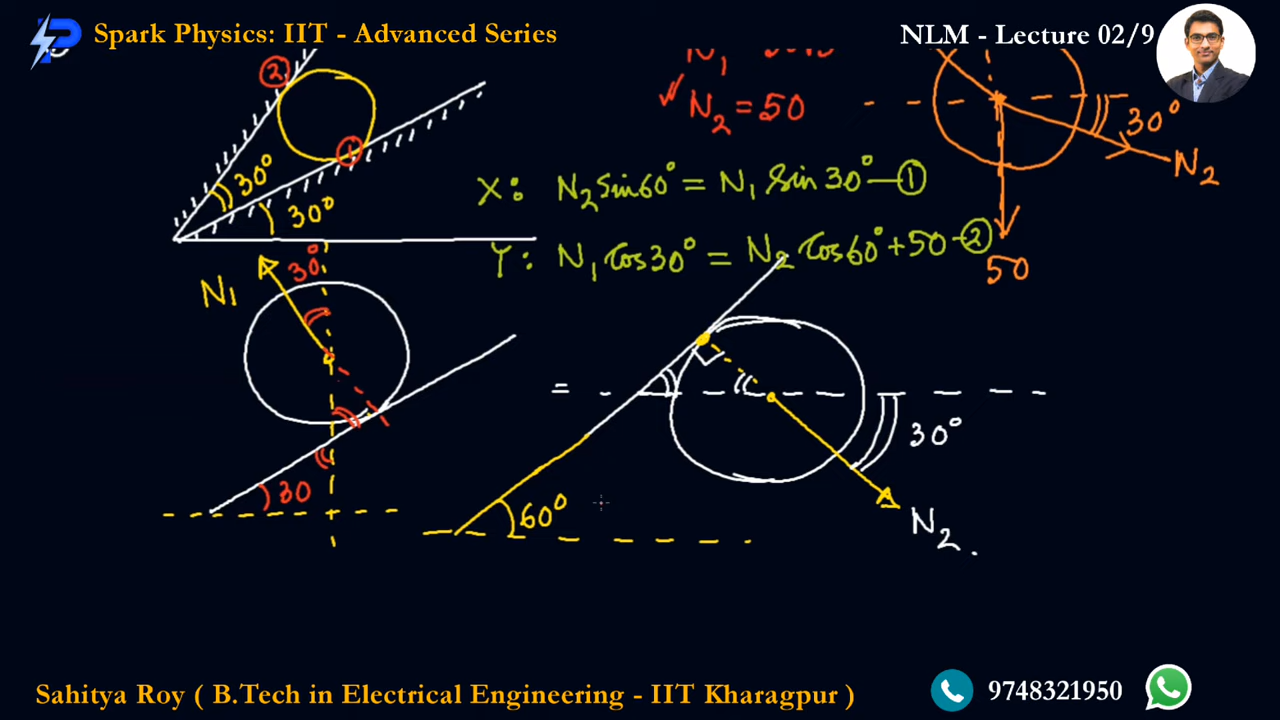 Spark Physics: IIT - Advanced Series
NLM - Lecture 02/9
N₂ = 50
②
①
30°
30°
30°
N₂
50
X: N₂ Sin60° = N₁ Sin 30° — ①
Y: N₁ Cos30° = N₂ Cos60° + 50 - ②
N₁
30°
30
=
60°
30°
N₂.
Sahitya Roy ( B.Tech in Electrical Engineering - IIT Kharagpur )
9748321950